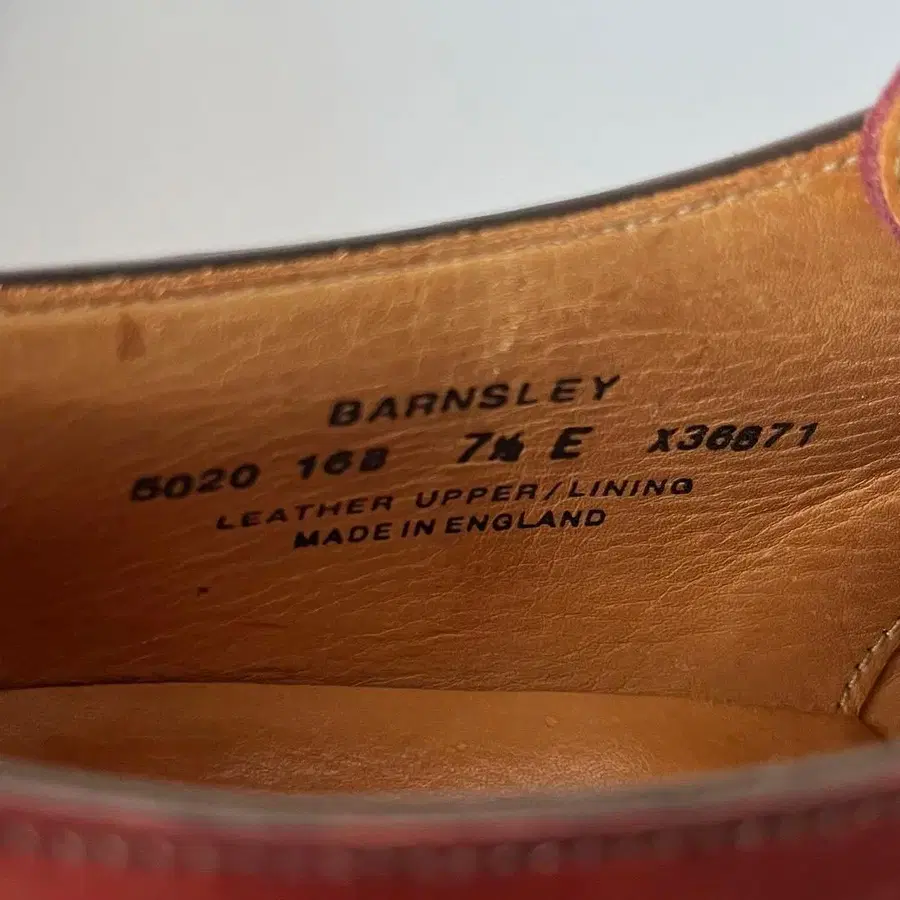 BARNSLEY
5020 168 7½ E X36871
LEATHER UPPER/LINING
MADE IN ENGLAND